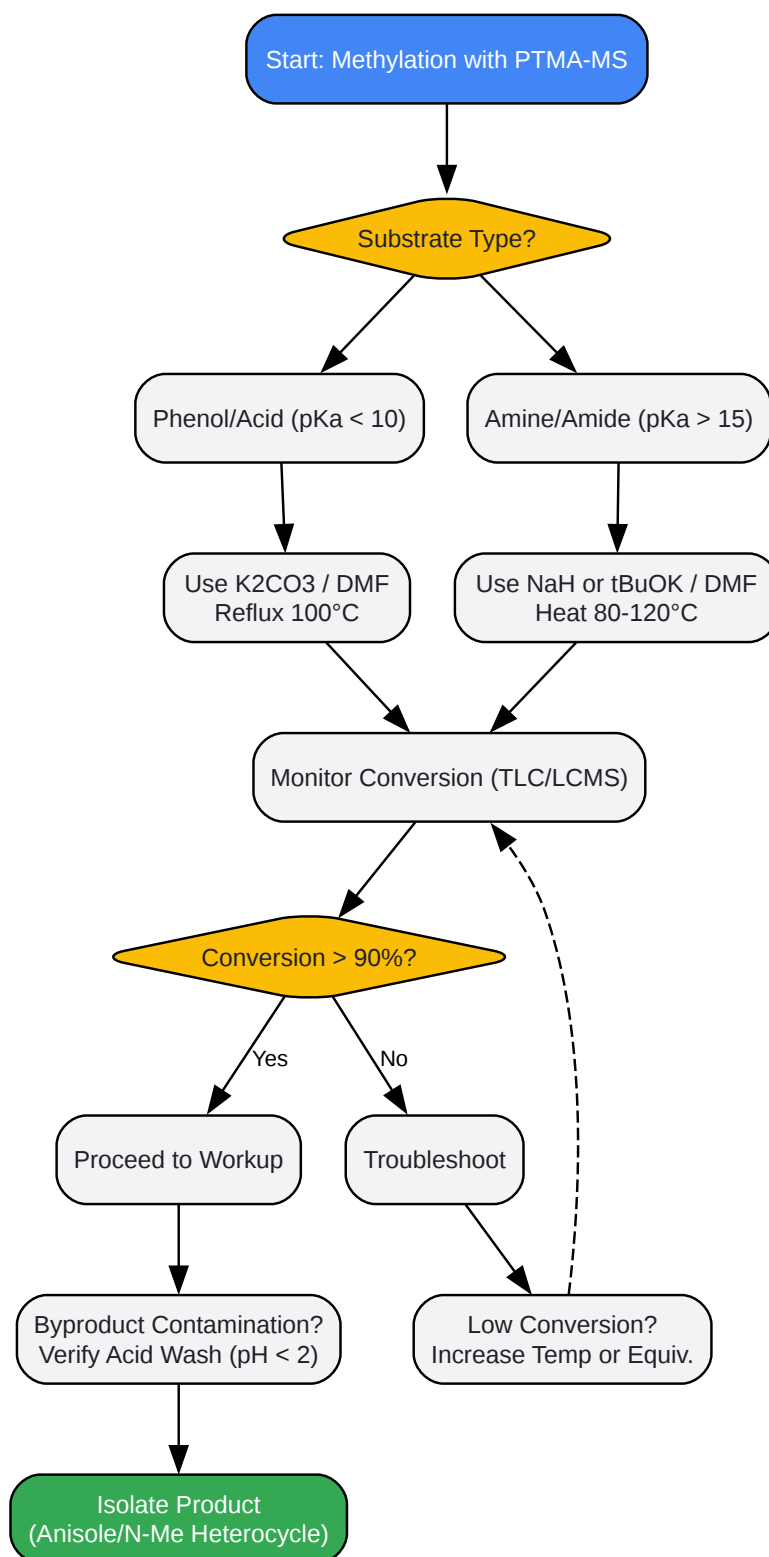 Start: Methylation with PTMA-MS
Substrate Type?
Phenol/Acid (pKa < 10)
Amine/Amide (pKa > 15)
Use K2CO3 / DMF
Reflux 100°C
Use NaH or tBuOK / DMF
Heat 80-120°C
Monitor Conversion (TLC/LCMS)
Conversion > 90%?
Yes
No
Proceed to Workup
Troubleshoot
Byproduct Contamination?
Verify Acid Wash (pH < 2)
Low Conversion?
Increase Temp or Equiv.
Isolate Product
(Anisole/N-Me Heterocycle)